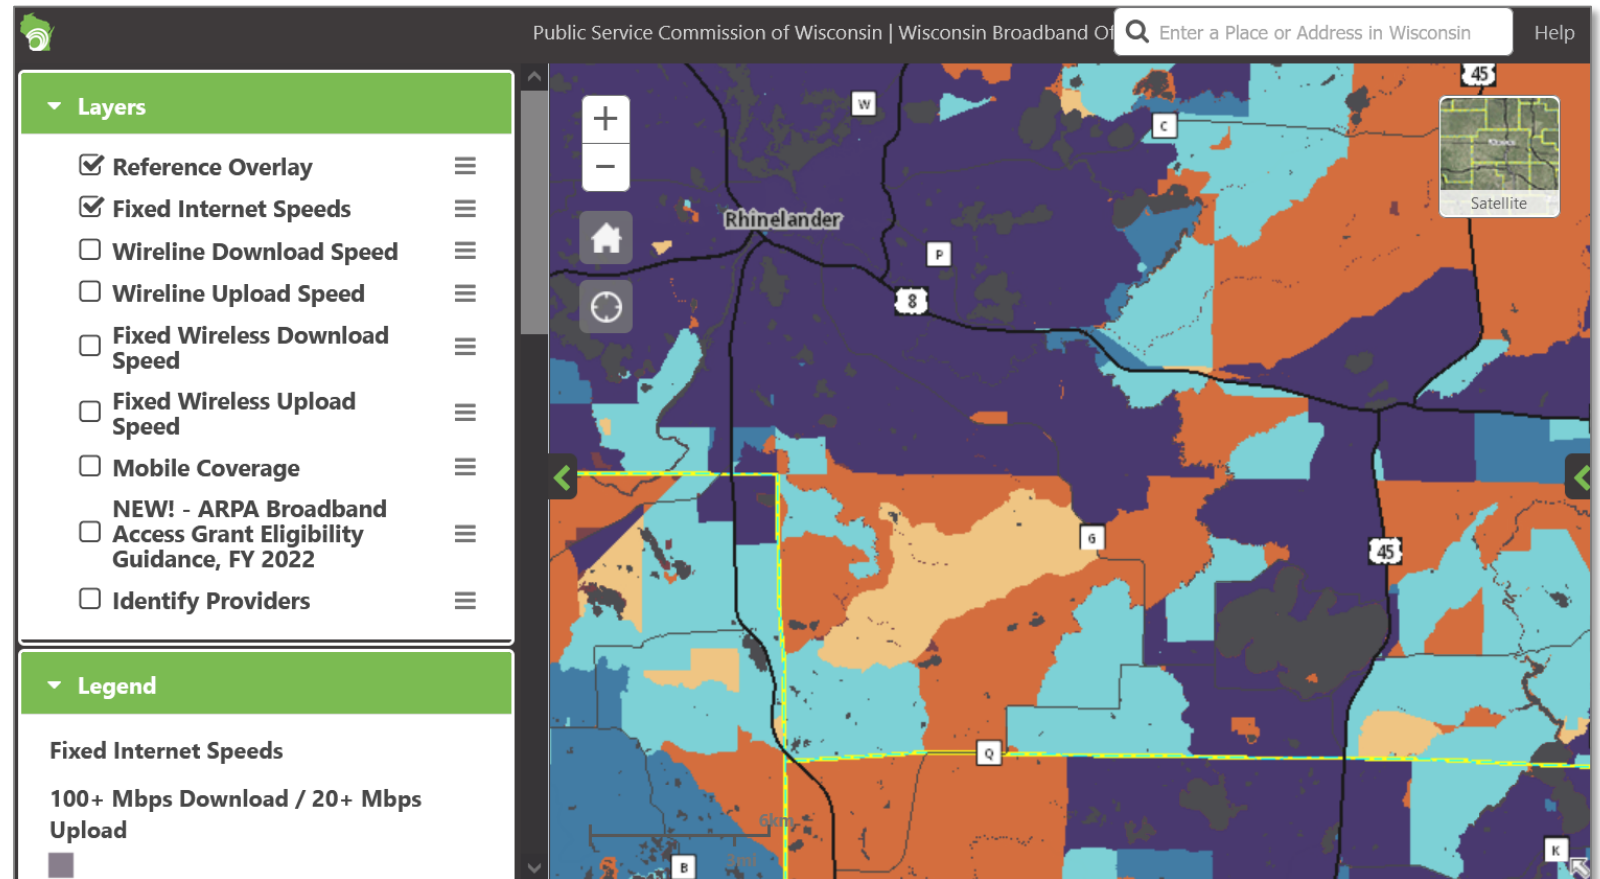 Public Service Commission of Wisconsin | Wisconsin Broadband Of
Enter a Place or Address in Wisconsin
Help
Layers
Reference Overlay
Fixed Internet Speeds
Wireline Download Speed
Wireline Upload Speed
Fixed Wireless Download
Speed
Fixed Wireless Upload
Speed
Mobile Coverage
NEW! - ARPA Broadband
Access Grant Eligibility
Guidance, FY 2022
Identify Providers
Legend
Fixed Internet Speeds
100+ Mbps Download / 20+ Mbps
Upload
+
−
45
W
C
Satellite
Rhinelander
P
8
G
45
Q
6km
3mi
B
K